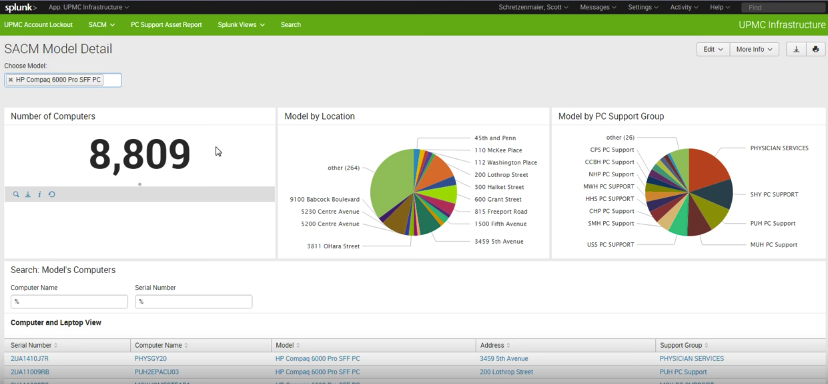 splunk> App: UPMC Infrastructure Schretzenmaier, Scott Messages Settings Activity Help Find
UPMC Account Lockout SACM PC Support Asset Report Splunk Views Search UPMC Infrastructure
SACM Model Detail
Edit More Info
Choose Model:
HP Compaq 6000 Pro SFF PC
Number of Computers
8,809
Model by Location
45th and Penn
110 McKee Place
112 Washington Place
200 Lothrop Street
300 Halket Street
600 Grant Street
815 Freeport Road
1500 Fifth Avenue
3459 5th Avenue
other (264)
9100 Babcock Boulevard
5230 Centre Avenue
5200 Centre Avenue
3811 OHara Street
Model by PC Support Group
other (26)
CPS PC Support
CCBH PC Support
NHP PC Support
MWH PC SUPPORT
HHS PC SUPPORT
CHP PC Support
SMH PC Support
USS PC SUPPORT
PHYSICIAN SERVICES
SHY PC SUPPORT
PUH PC Support
MUH PC Support
Search: Model's Computers
Computer Name Serial Number
% %
Computer and Laptop View
Serial Number Computer Name Model Address Support Group
2UA1410J7R PHYSGY20 HP Compaq 6000 Pro SFF PC 3459 5th Avenue PHYSICIAN SERVICES
2UA11009RB PUH2EPACU03 HP Compaq 6000 Pro SFF PC 200 Lothrop Street PUH PC Support